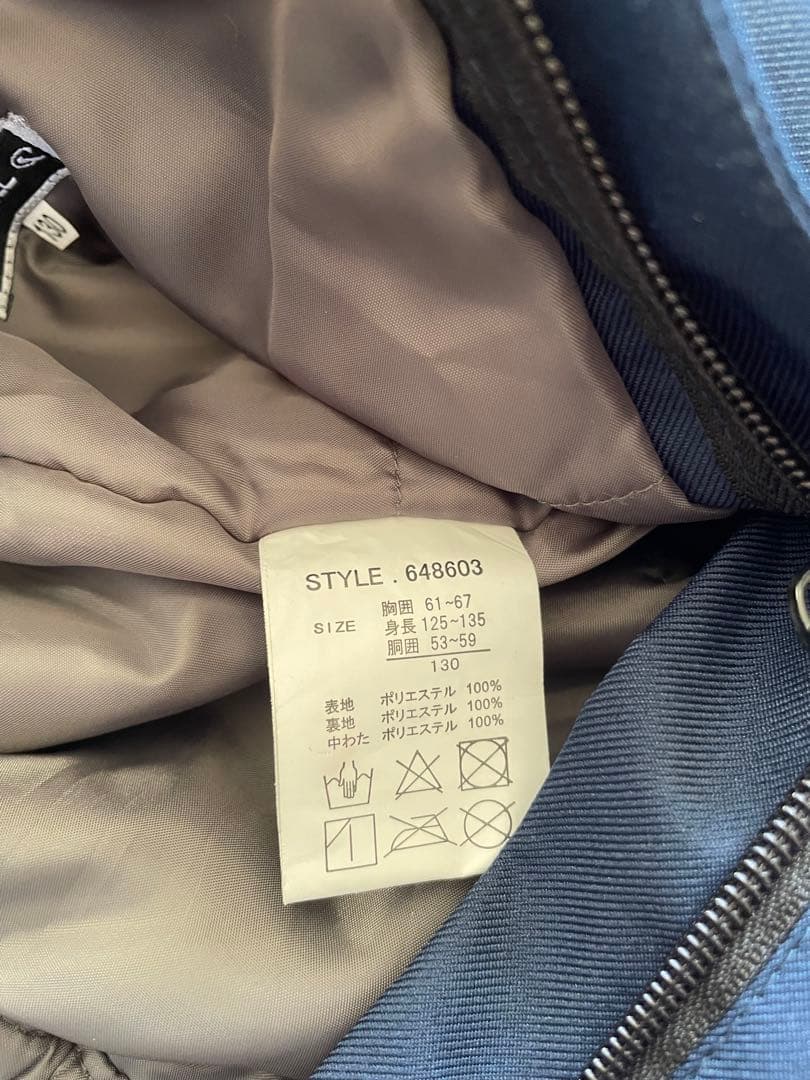 130
STYLE . 648603
SIZE
胸囲 61~67
身長 125~135
胴囲 53~59
130
表地 ポリエステル 100%
裏地 ポリエステル 100%
中わた ポリエステル 100%